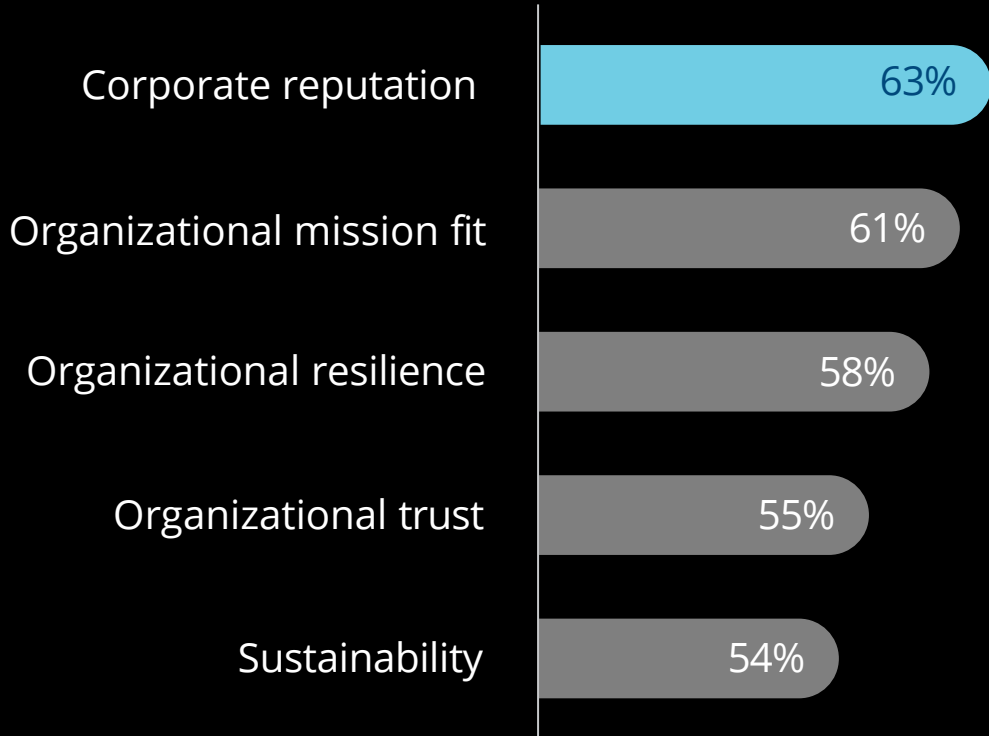 Corporate reputation 63%
Organizational mission fit 61%
Organizational resilience 58%
Organizational trust 55%
Sustainability 54%